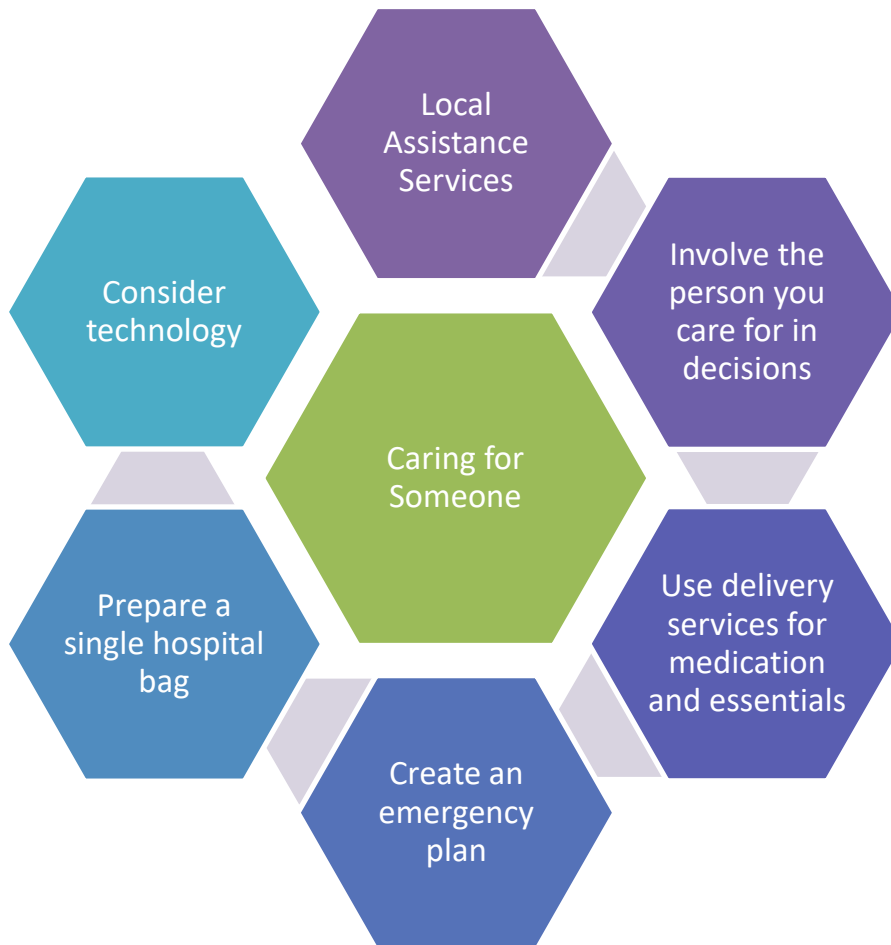 Local
Assistance
Services
Involve the
person you
care for in
decisions
Use delivery
services for
medication
and essentials
Create an
emergency
plan
Prepare a
single hospital
bag
Consider
technology
Caring for
Someone